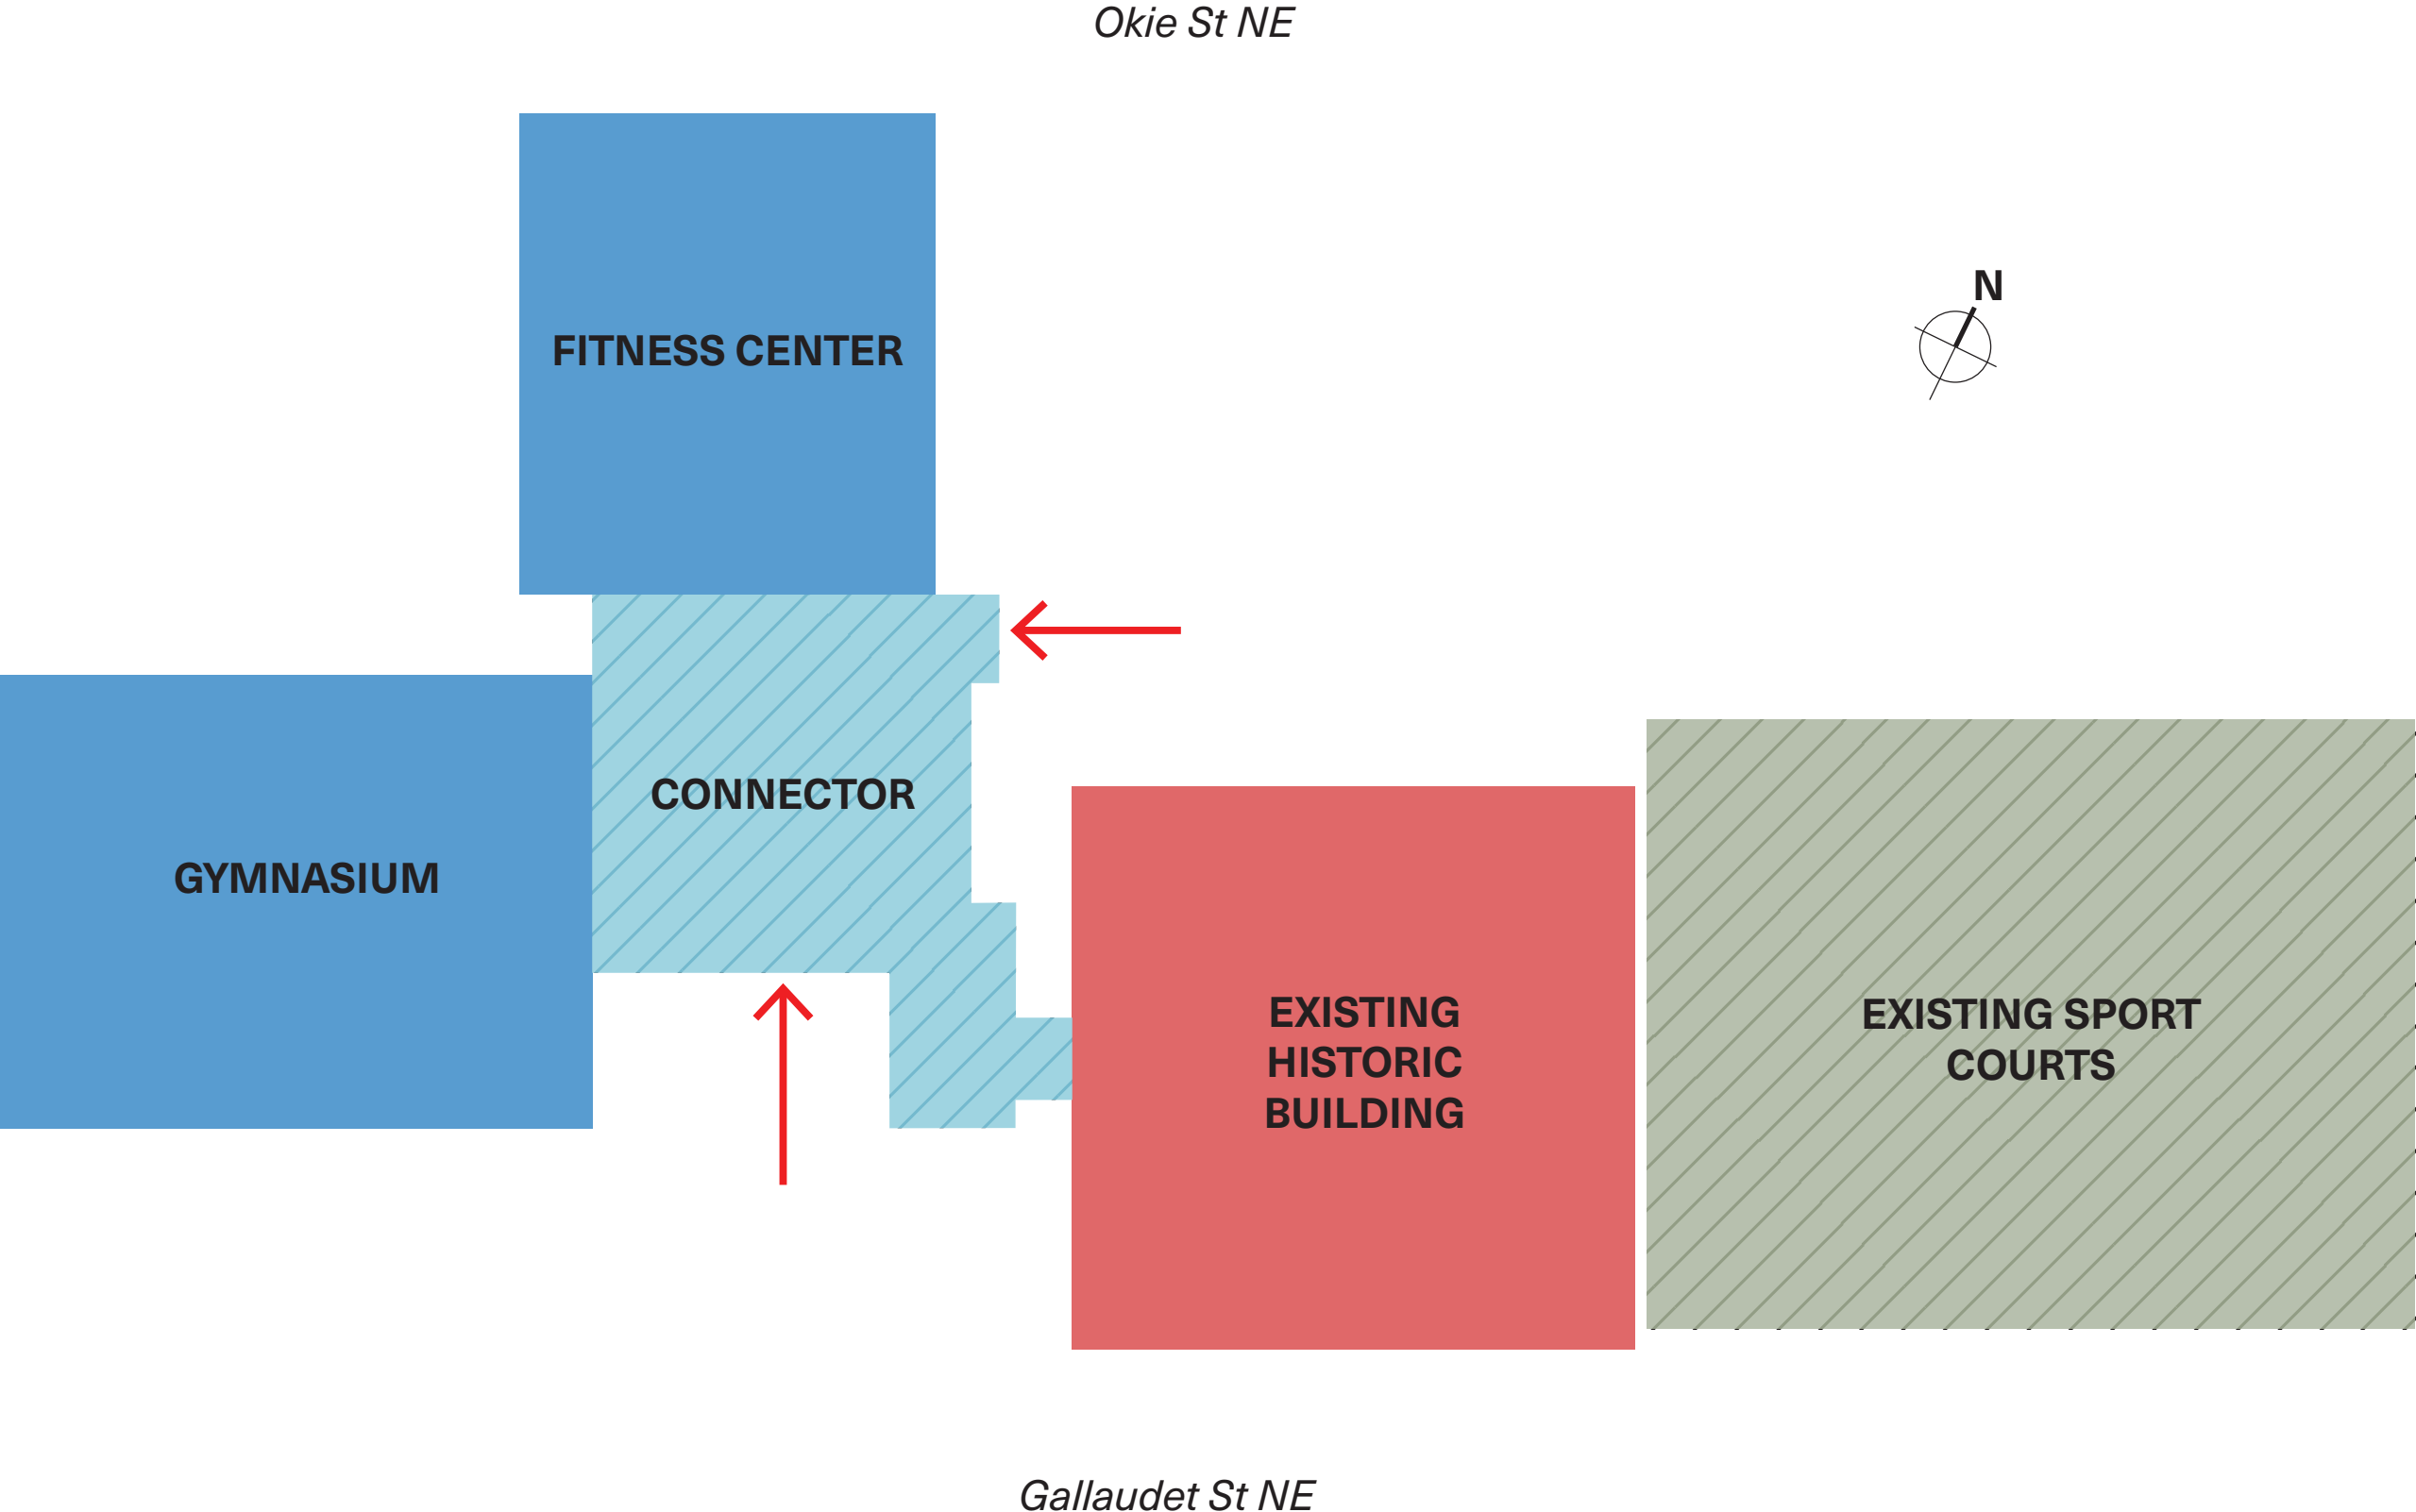 Okie St NE
N
FITNESS CENTER
CONNECTOR
GYMNASIUM
EXISTING
HISTORIC
BUILDING
EXISTING SPORT
COURTS
Gallaudet St NE